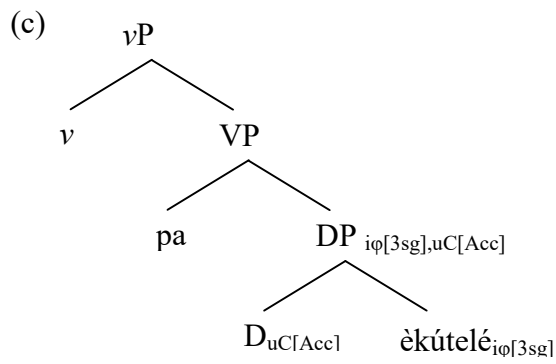 (c) vP
v VP
pa DP iφ[3sg],uC[Acc]
DuC[Acc] èkútelé iφ[3sg]